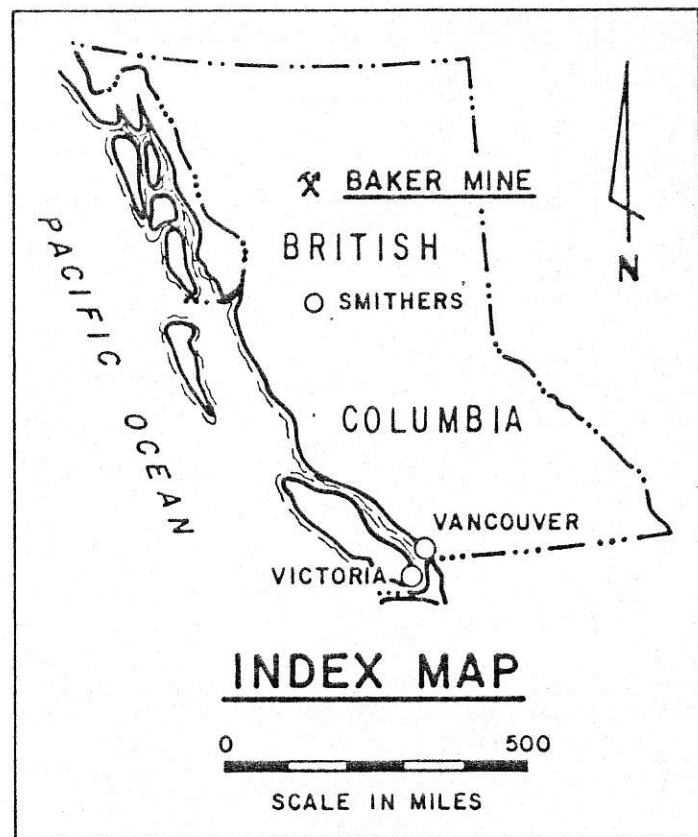 BAKER MINE
BRITISH
N
SMITHERS
PACIFIC OCEAN
COLUMBIA
VANCOUVER
VICTORIA
INDEX MAP
0 500
SCALE IN MILES